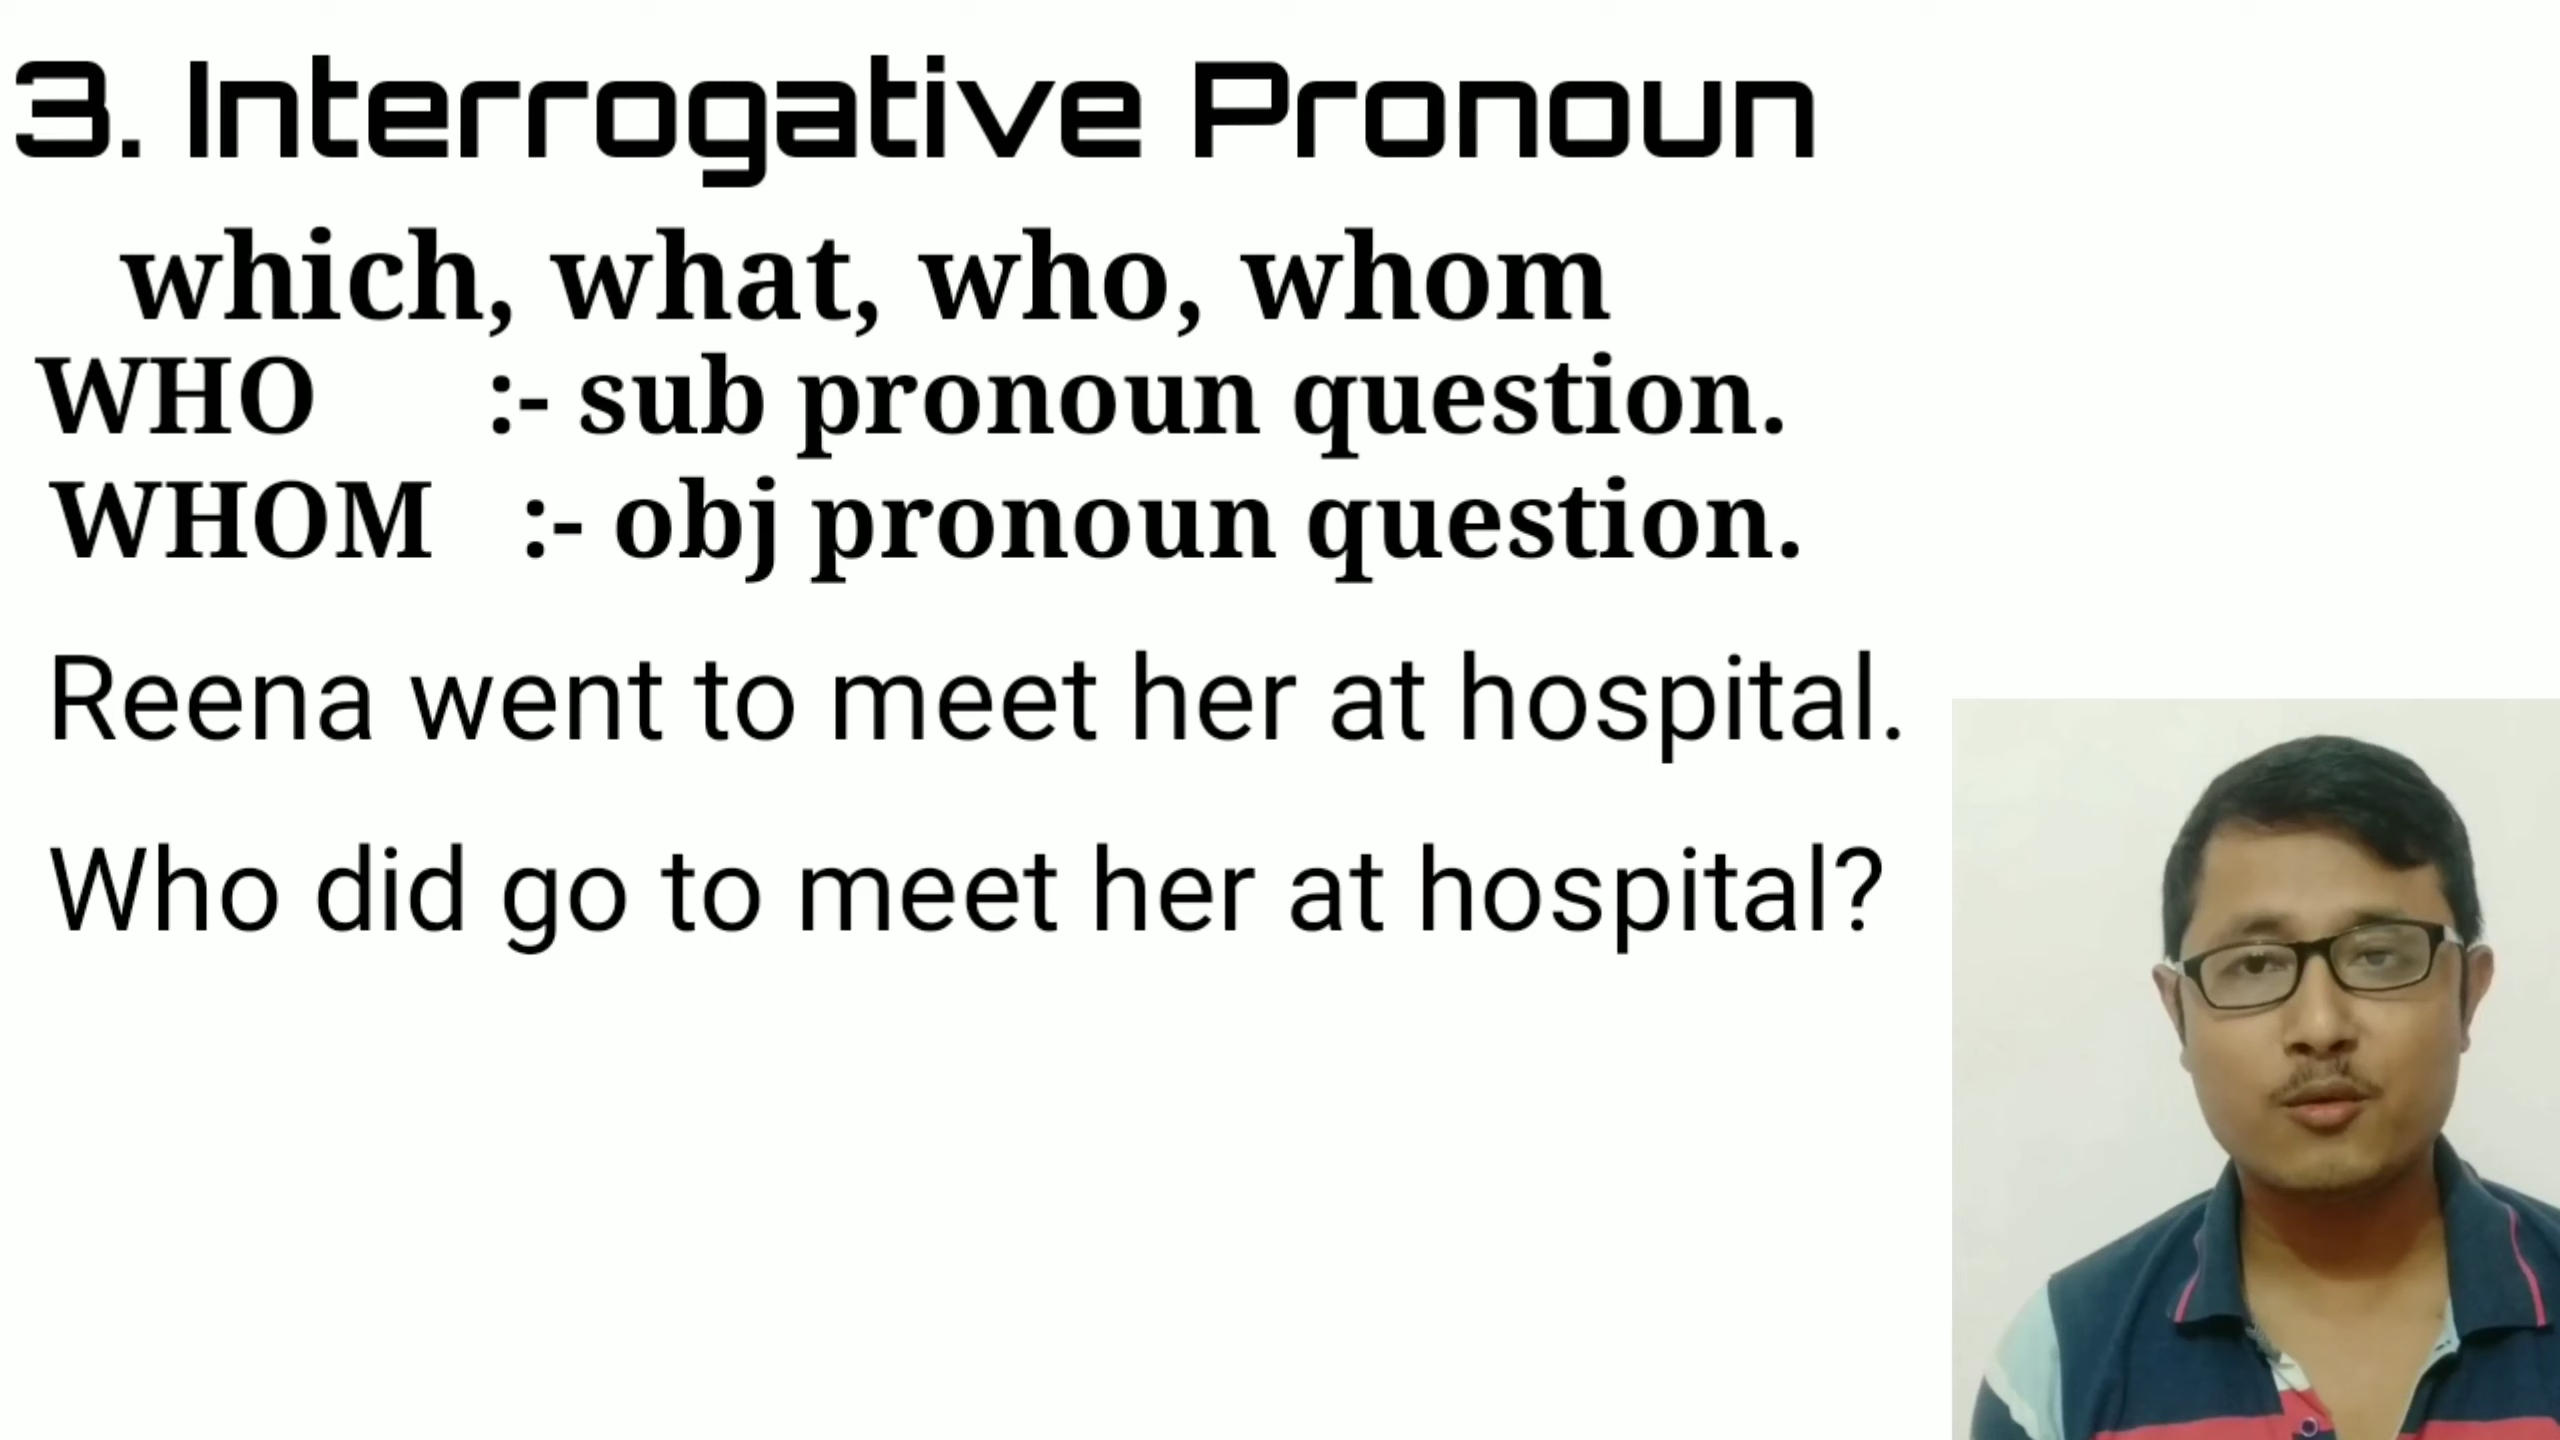 3. Interrogative Pronoun
which, what, who, whom
WHO :- sub pronoun question.
WHOM :- obj pronoun question.
Reena went to meet her at hospital.
Who did go to meet her at hospital?